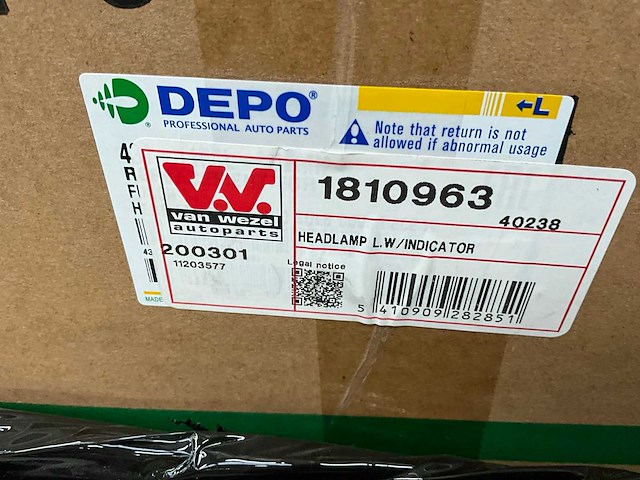 DEPO®
PROFESSIONAL AUTO PARTS
←L
Note that return is not
allowed if abnormal usage
V.W.
van wezel
autoparts
1810963
40238
HEADLAMP L.W/INDICATOR
200301
11203577
Legal notice
5 410909 282851
43
MADE